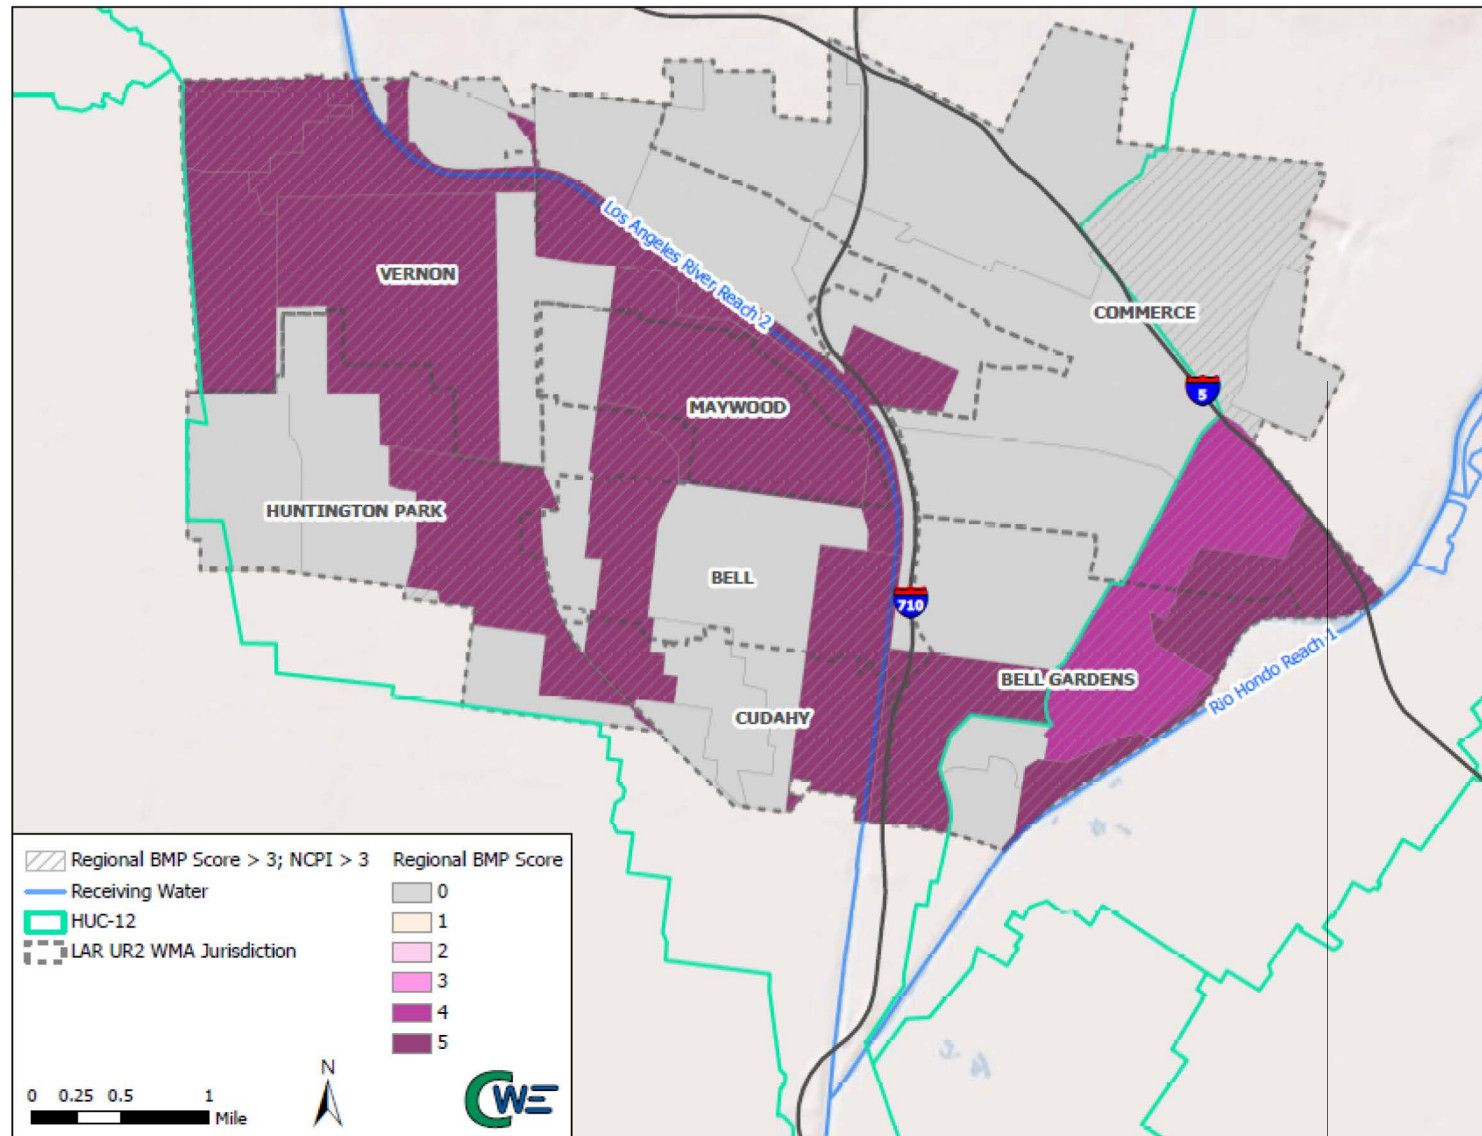 VERNON
Los Angeles River Reach 2
COMMERCE
5
MAYWOOD
HUNTINGTON PARK
BELL
710
BELL GARDENS
Rio Hondo Reach 1
CUDAHY
Regional BMP Score > 3; NCPI > 3
Receiving Water
HUC-12
LAR UR2 WMA Jurisdiction
Regional BMP Score
0
1
2
3
4
5
N
0 0.25 0.5 1
Mile
CWE